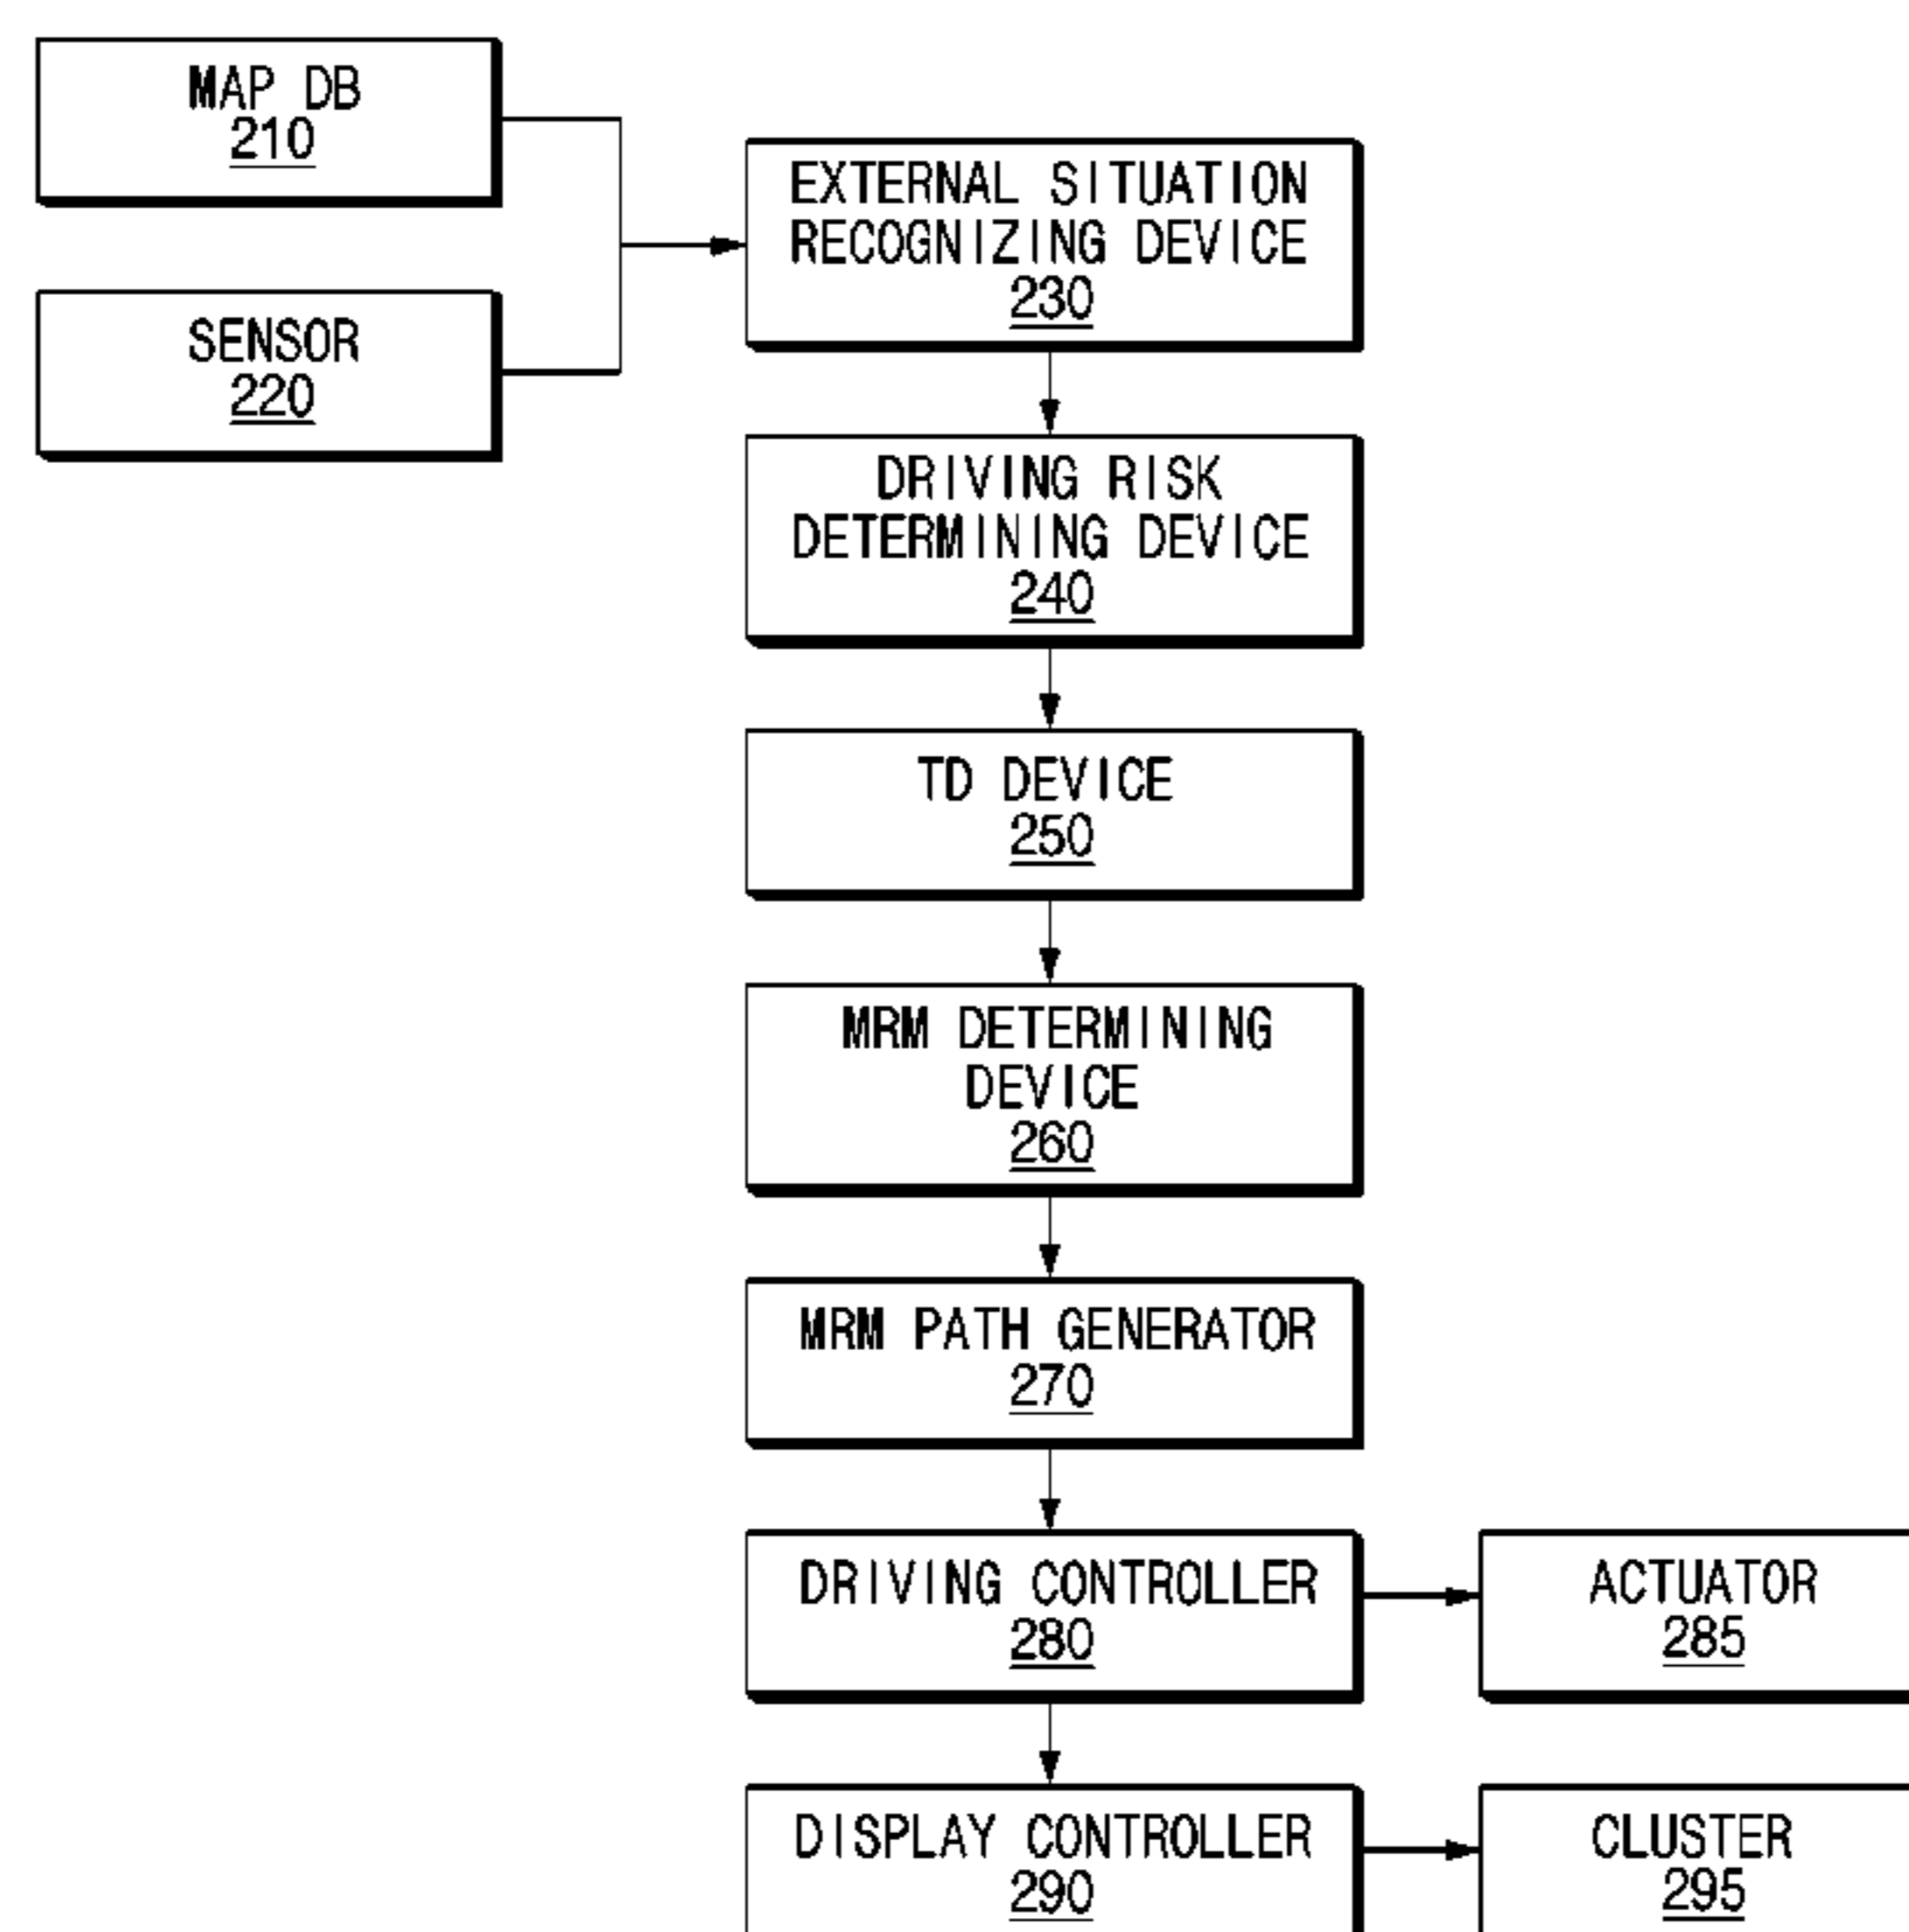 MAP DB
210
SENSOR
220
EXTERNAL SITUATION
RECOGNIZING DEVICE
230
DRIVING RISK
DETERMINING DEVICE
240
TD DEVICE
250
MRM DETERMINING
DEVICE
260
MRM PATH GENERATOR
270
DRIVING CONTROLLER
280
ACTUATOR
285
DISPLAY CONTROLLER
290
CLUSTER
295